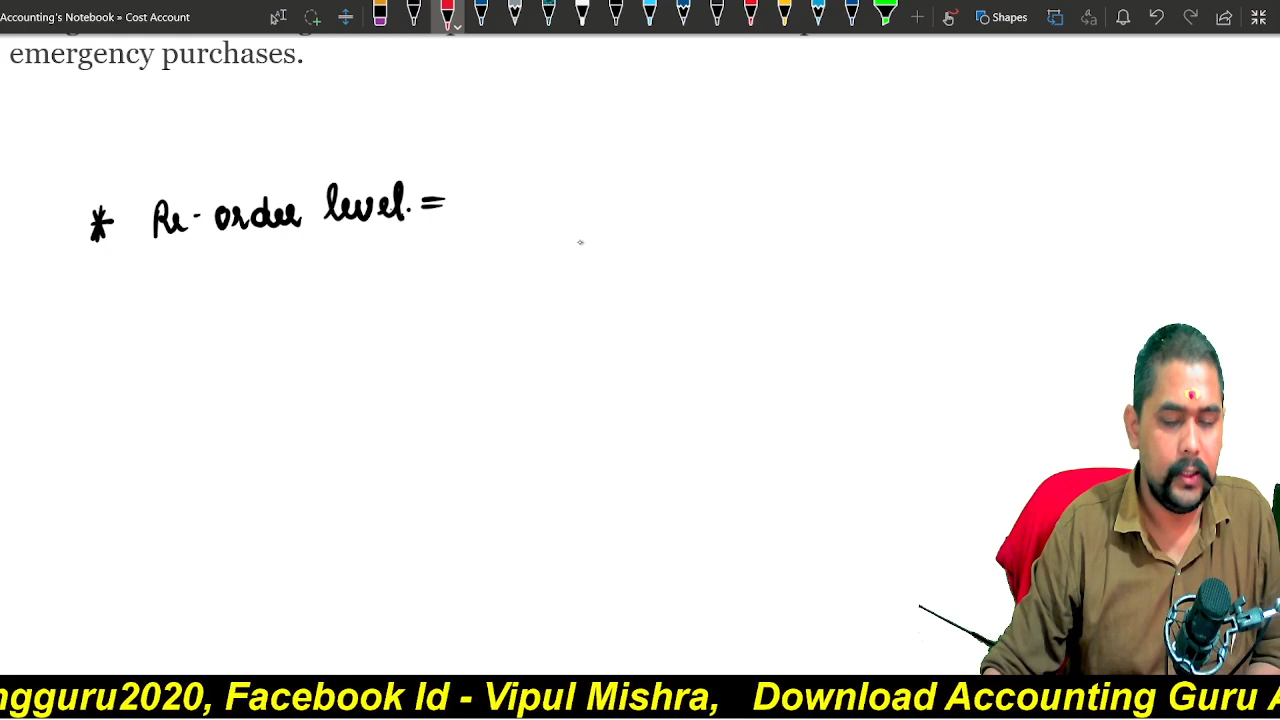 Accounting's Notebook » Cost Account
Shapes
emergency purchases.
* Re-order level. =
ngguru2020, Facebook Id - Vipul Mishra, Download Accounting Guru A